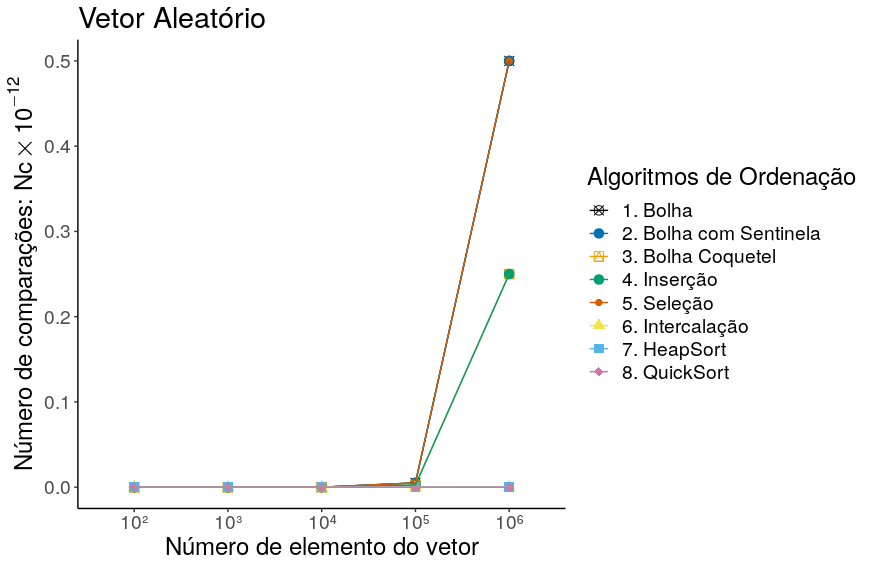 Vetor Aleatório
Número de comparações: Nc × 10⁻¹²
0.5
0.4
0.3
0.2
0.1
0.0
10² 10³ 10⁴ 10⁵ 10⁶
Número de elemento do vetor
Algoritmos de Ordenação
1. Bolha
2. Bolha com Sentinela
3. Bolha Coquetel
4. Inserção
5. Seleção
6. Intercalação
7. HeapSort
8. QuickSort